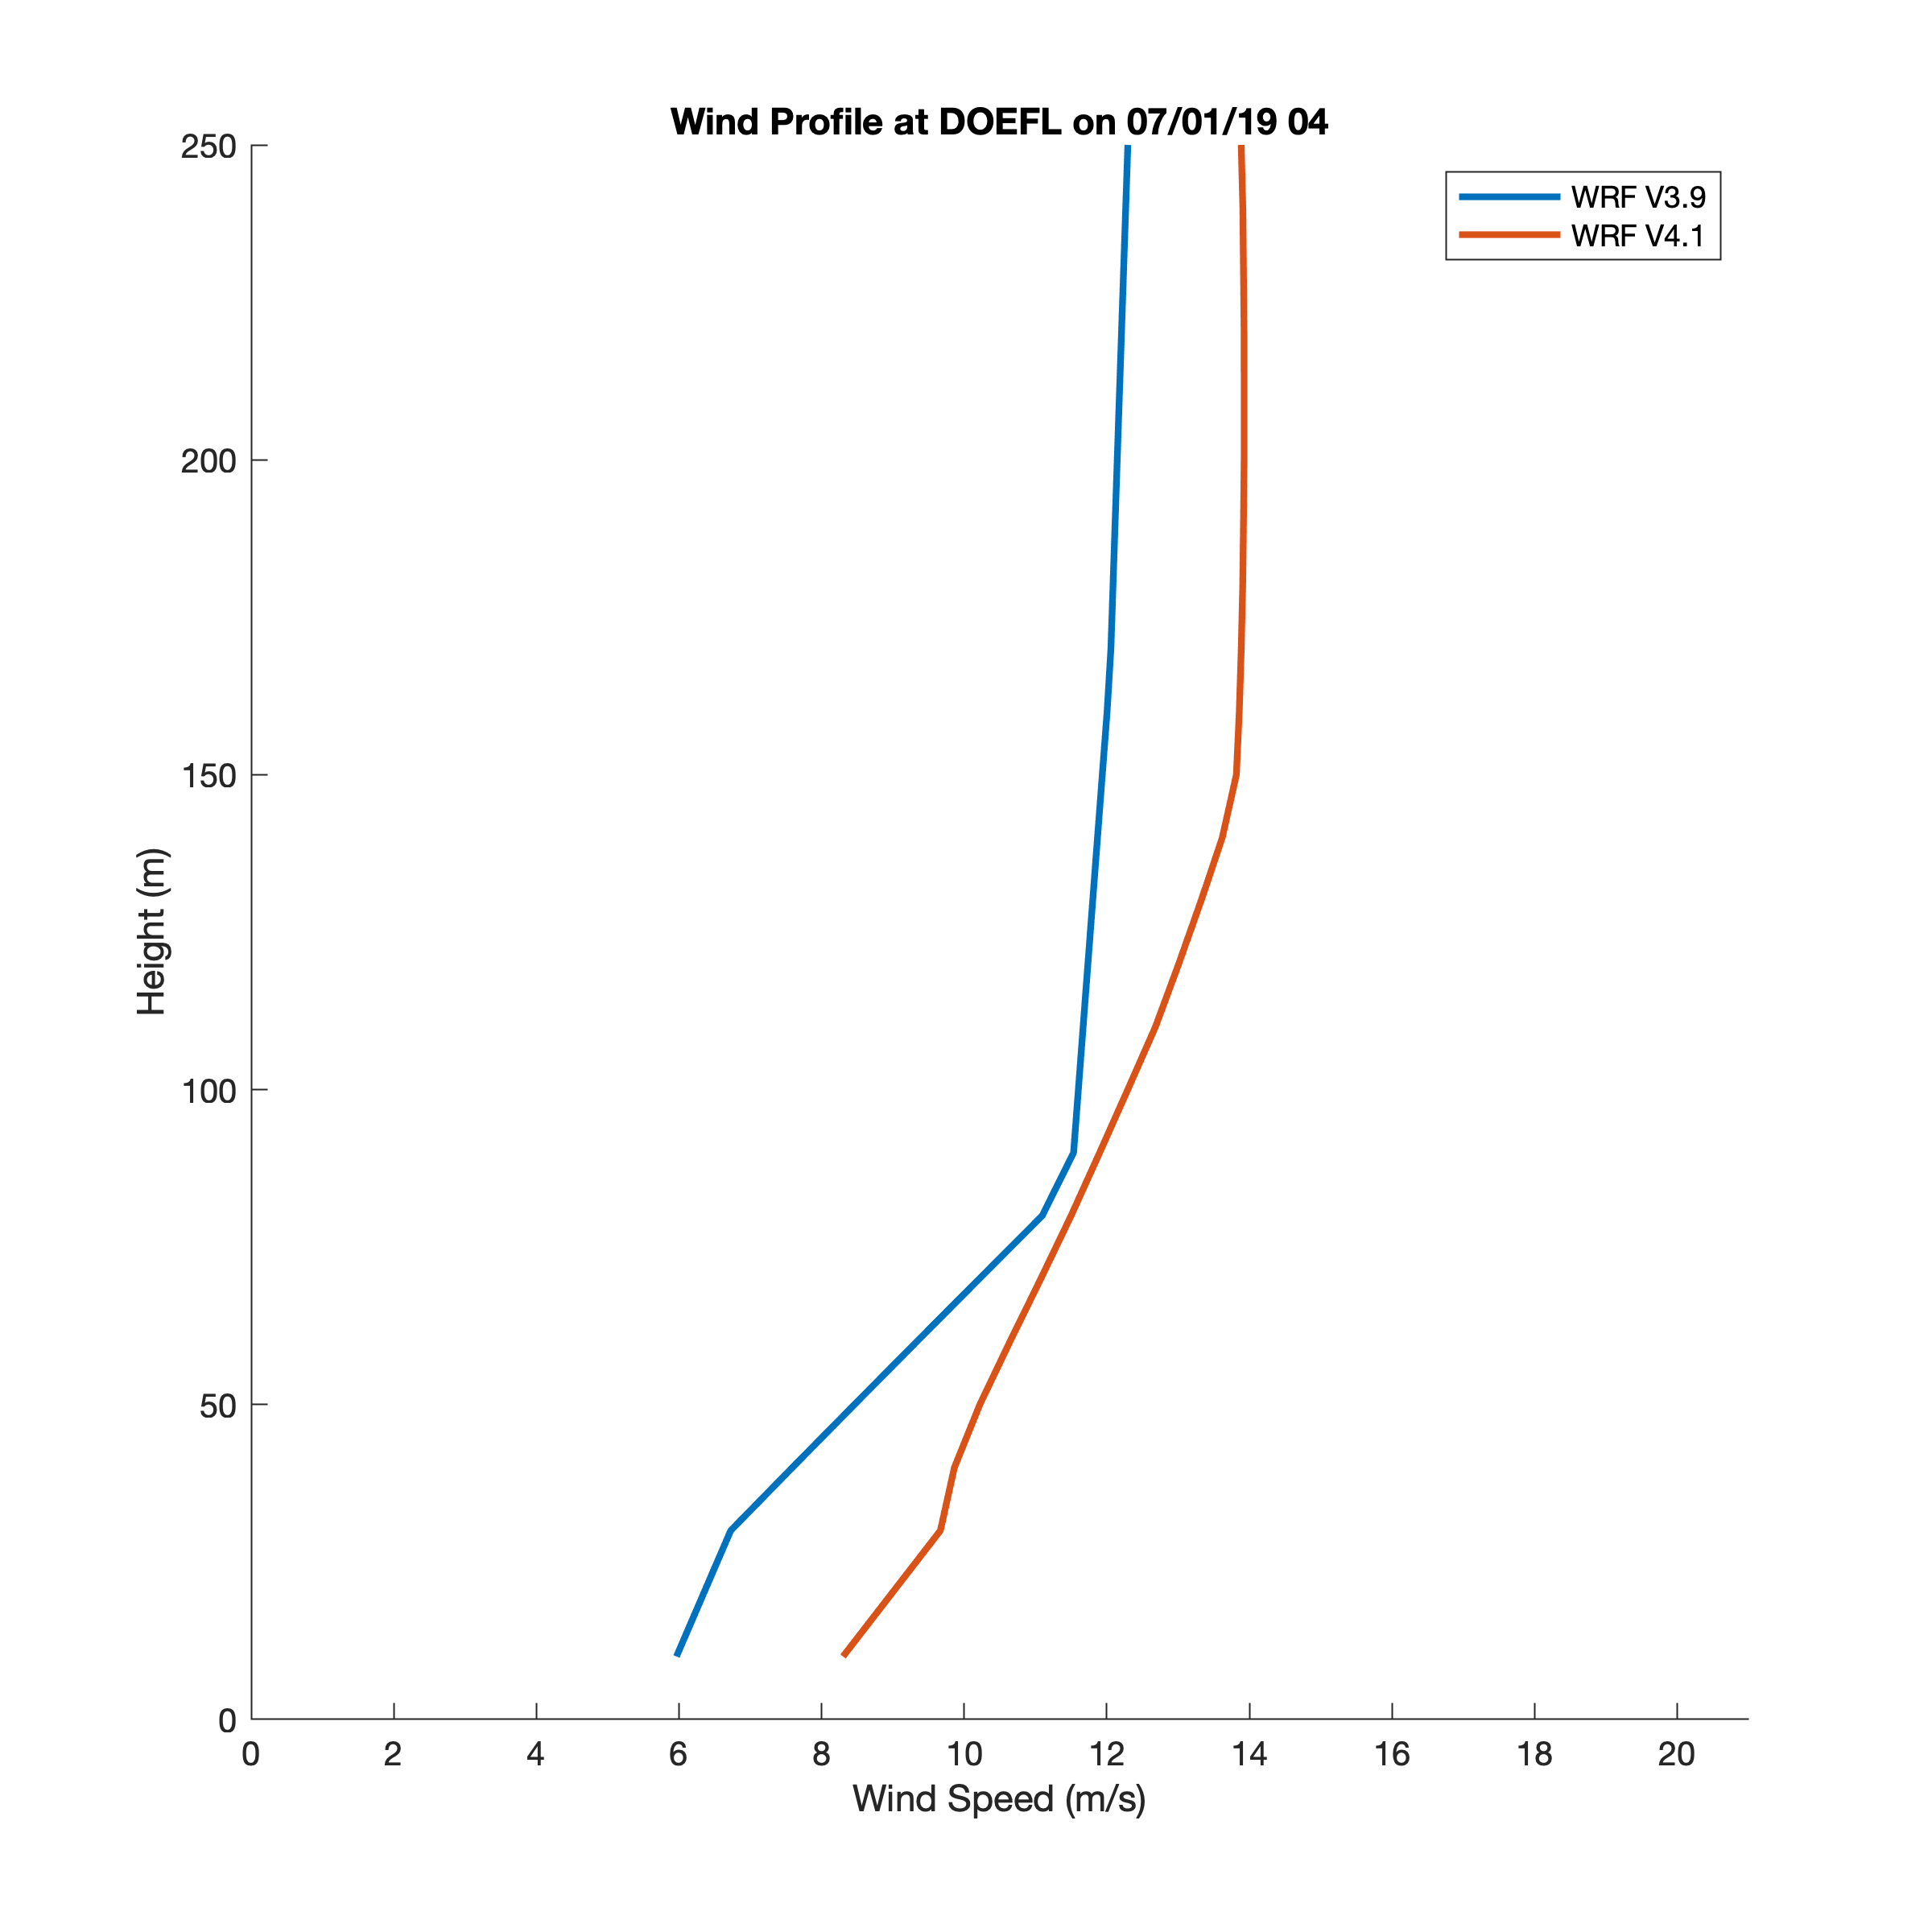 Wind Profile at DOEFL on 07/01/19 04
WRF V3.9
WRF V4.1
250
200
150
100
50
0
Height (m)
0 2 4 6 8 10 12 14 16 18 20
Wind Speed (m/s)